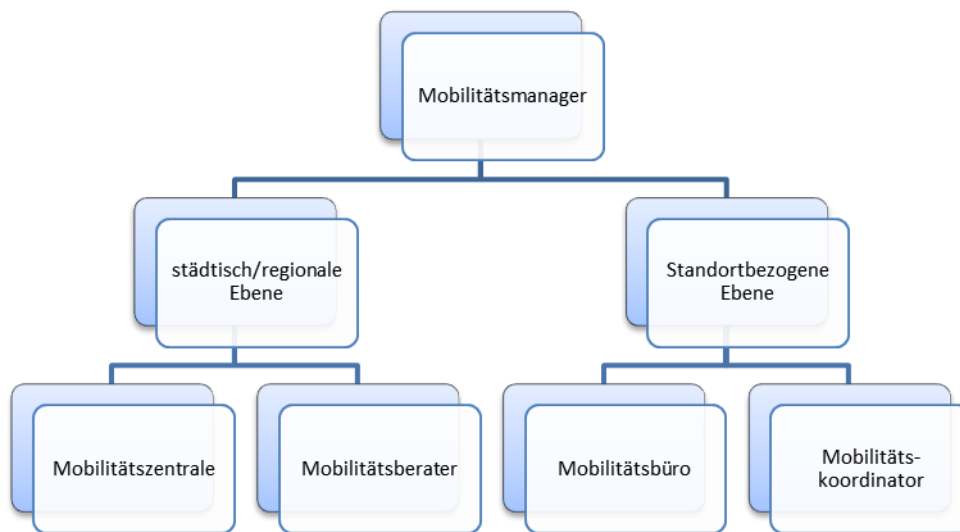 Mobilitätsmanager
städtisch/regionale
Ebene
Standortbezogene
Ebene
Mobilitätszentrale
Mobilitätsberater
Mobilitätsbüro
Mobilitäts-
koordinator